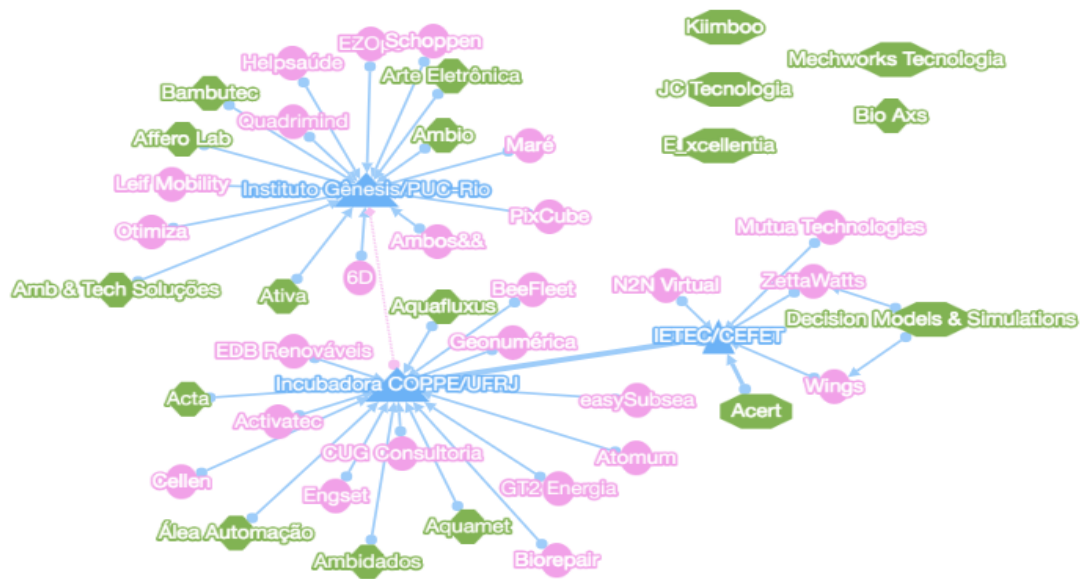 Kiimboo
EZOp
Schoppen
Mechworks Tecnologia
Helpsaúde
Arte Eletrônica
Bambutec
JC Tecnologia
Quadrimind
Bio Axs
Affero Lab
Ambio
Maré
E_xcellentia
Leif Mobility
Instituto Gênesis/PUC-Rio
PixCube
Otimiza
Ambos&&
Mutua Technologies
6D
Amb & Tech Soluções
Ativa
BeeFleet
N2N Virtual
ZettaWatts
Aquafluxus
Decision Models & Simulations
Geonumérica
IETEC/CEFET
EDB Renováveis
Incubadora COPPE/UFRJ
Wings
Acta
easySubsea
Acert
Activatec
CUG Consultoria
Atomum
Cellen
Engset
GT2 Energia
Álea Automação
Aquamet
Ambidados
Biorepair